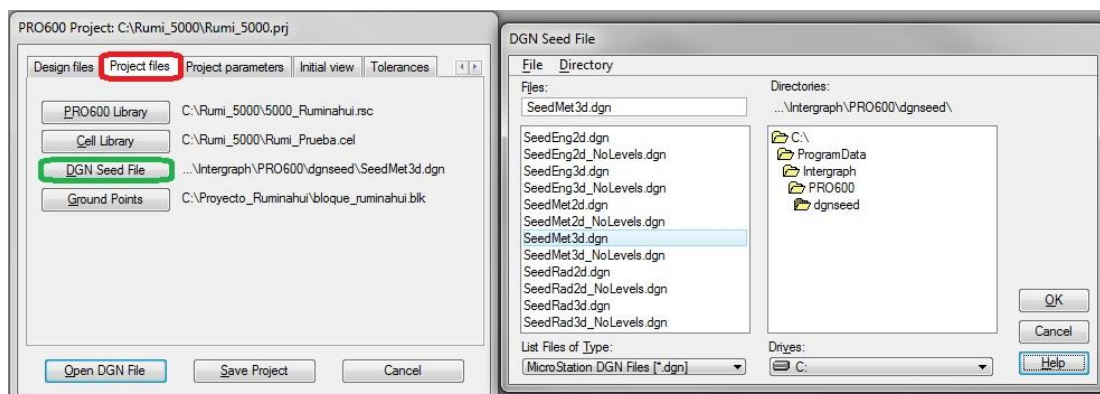 PRO600 Project: C:\Rumi_5000\Rumi_5000.prj
Design files Project files Project parameters Initial view Tolerances
PRO600 Library C:\Rumi_5000\5000_Ruminahui.rsc
Cell Library C:\Rumi_5000\Rumi_Prueba.cel
DGN Seed File ...\Intergraph\PRO600\dgnseed\SeedMet3d.dgn
Ground Points C:\Proyecto_Ruminahui\bloque_ruminahui.blk
Open DGN File Save Project Cancel
DGN Seed File
File Directory
Files:
SeedMet3d.dgn
SeedEng2d.dgn
SeedEng2d_NoLevels.dgn
SeedEng3d.dgn
SeedEng3d_NoLevels.dgn
SeedMet2d.dgn
SeedMet2d_NoLevels.dgn
SeedMet3d.dgn
SeedMet3d_NoLevels.dgn
SeedRad2d.dgn
SeedRad2d_NoLevels.dgn
SeedRad3d.dgn
SeedRad3d_NoLevels.dgn
List Files of Type:
MicroStation DGN Files [*.dgn]
Directories:
...\Intergraph\PRO600\dgnseed\
C:\
ProgramData
Intergraph
PRO600
dgnseed
Drives:
C:
OK
Cancel
Help